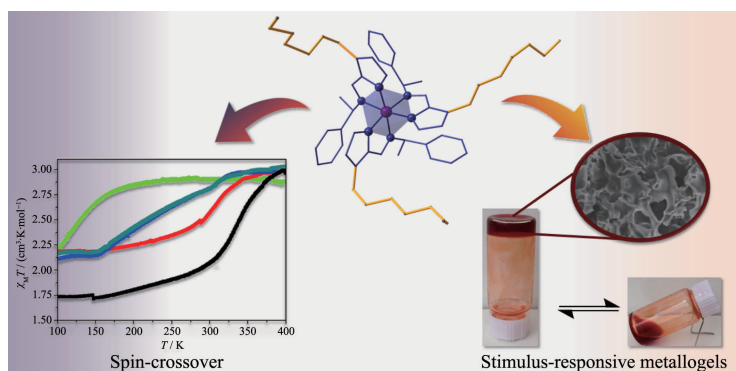 3.00
2.75
2.50
2.25
2.00
1.75
1.50
χ_M T / (cm³·K·mol⁻¹)
100 150 200 250 300 350 400
T / K
Spin-crossover
Stimulus-responsive metallogels